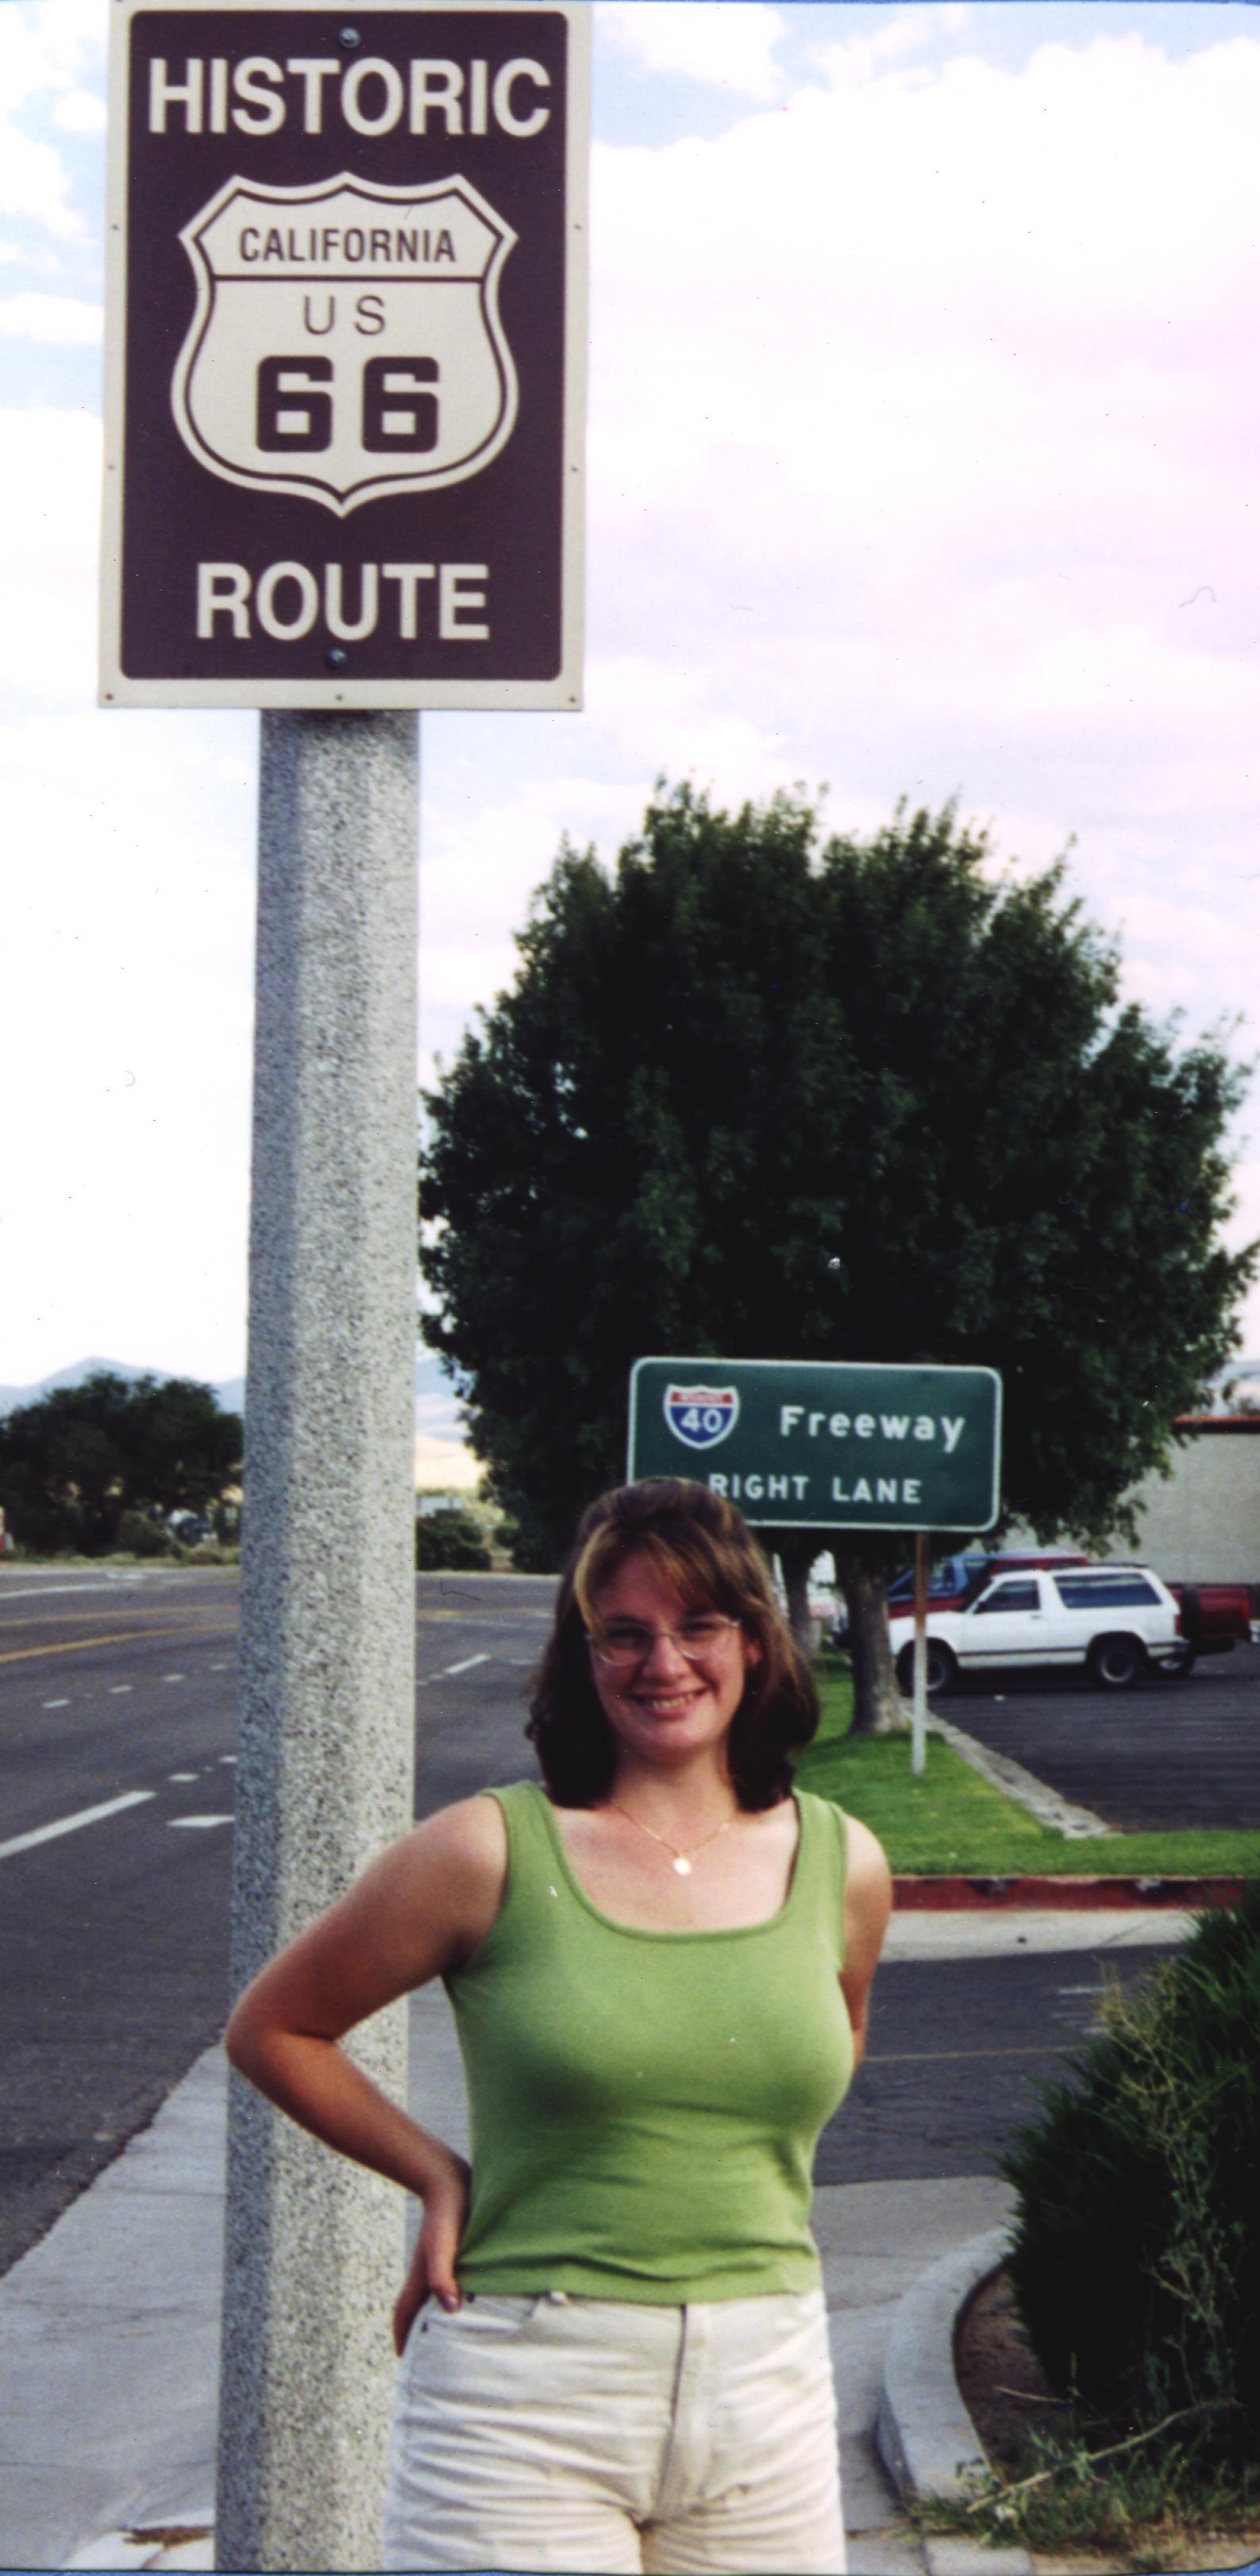 HISTORIC
CALIFORNIA
US
66
ROUTE
40 Freeway
RIGHT LANE